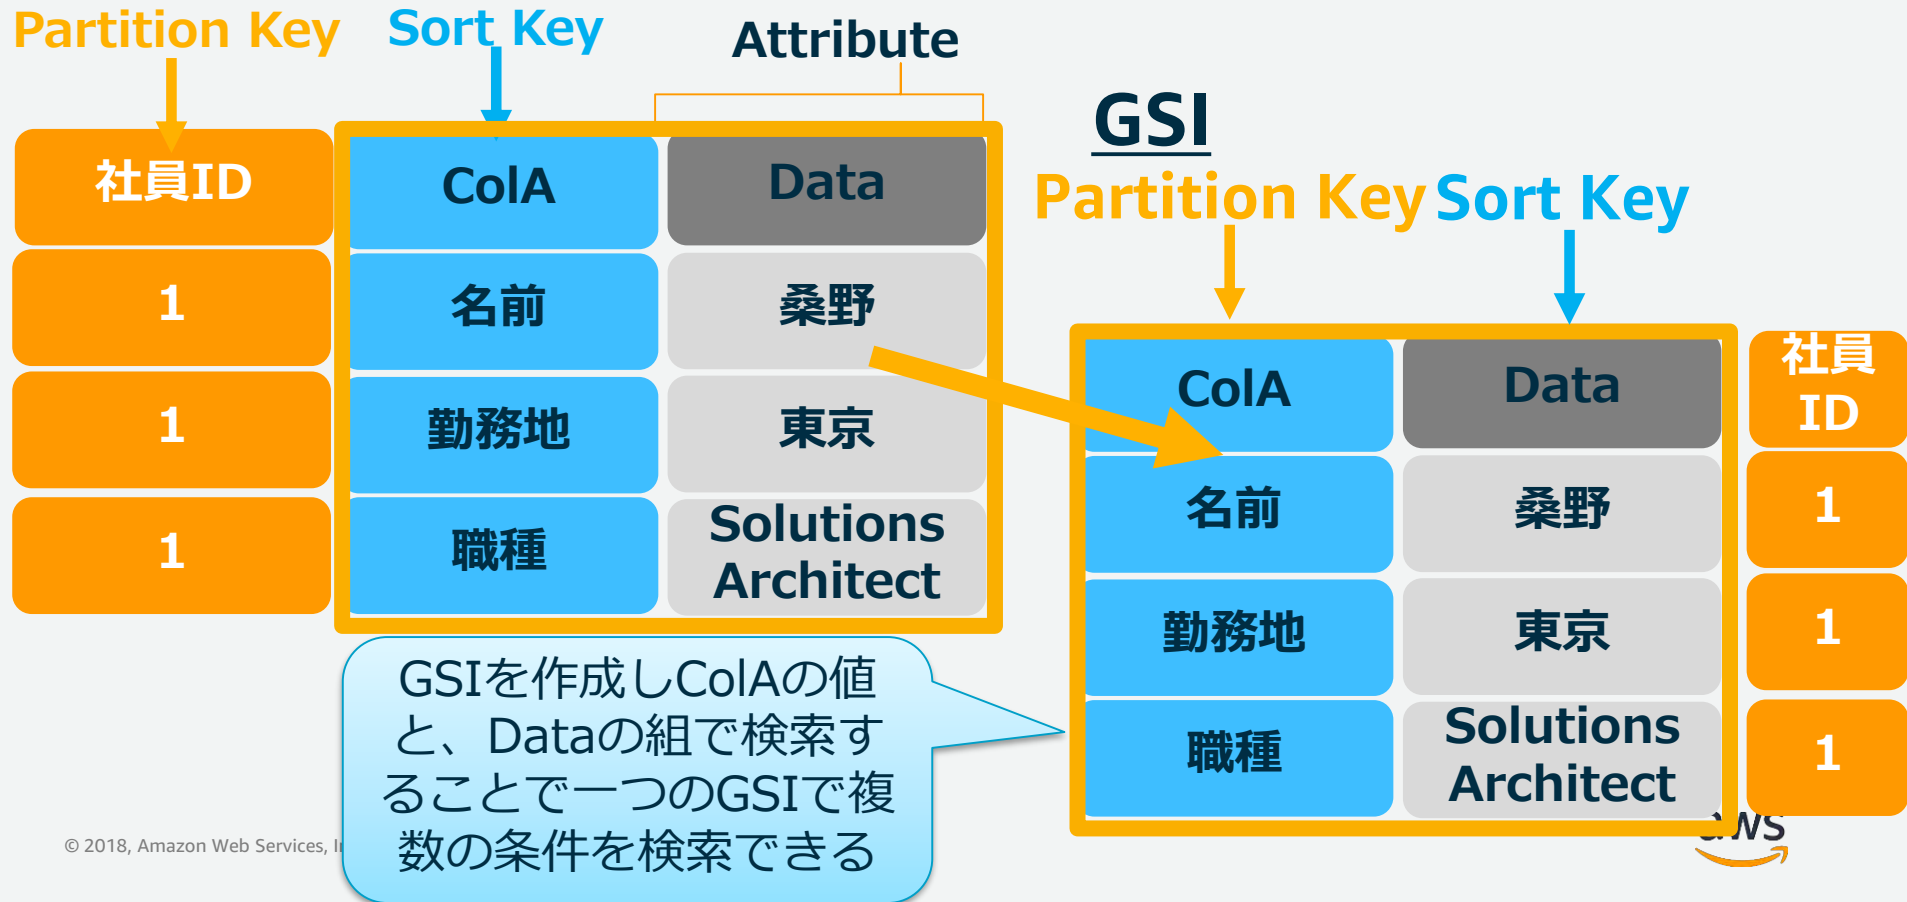 Partition Key
Sort Key
Attribute
社員ID
ColA
Data
1
名前
桑野
1
勤務地
東京
1
職種
Solutions
Architect
GSI
Partition Key
Sort Key
ColA
Data
社員
ID
名前
桑野
1
勤務地
東京
1
職種
Solutions
Architect
1
GSIを作成しColAの値
と、Dataの組で検索す
ることで一つのGSIで複
数の条件を検索できる
© 2018, Amazon Web Services,
aws